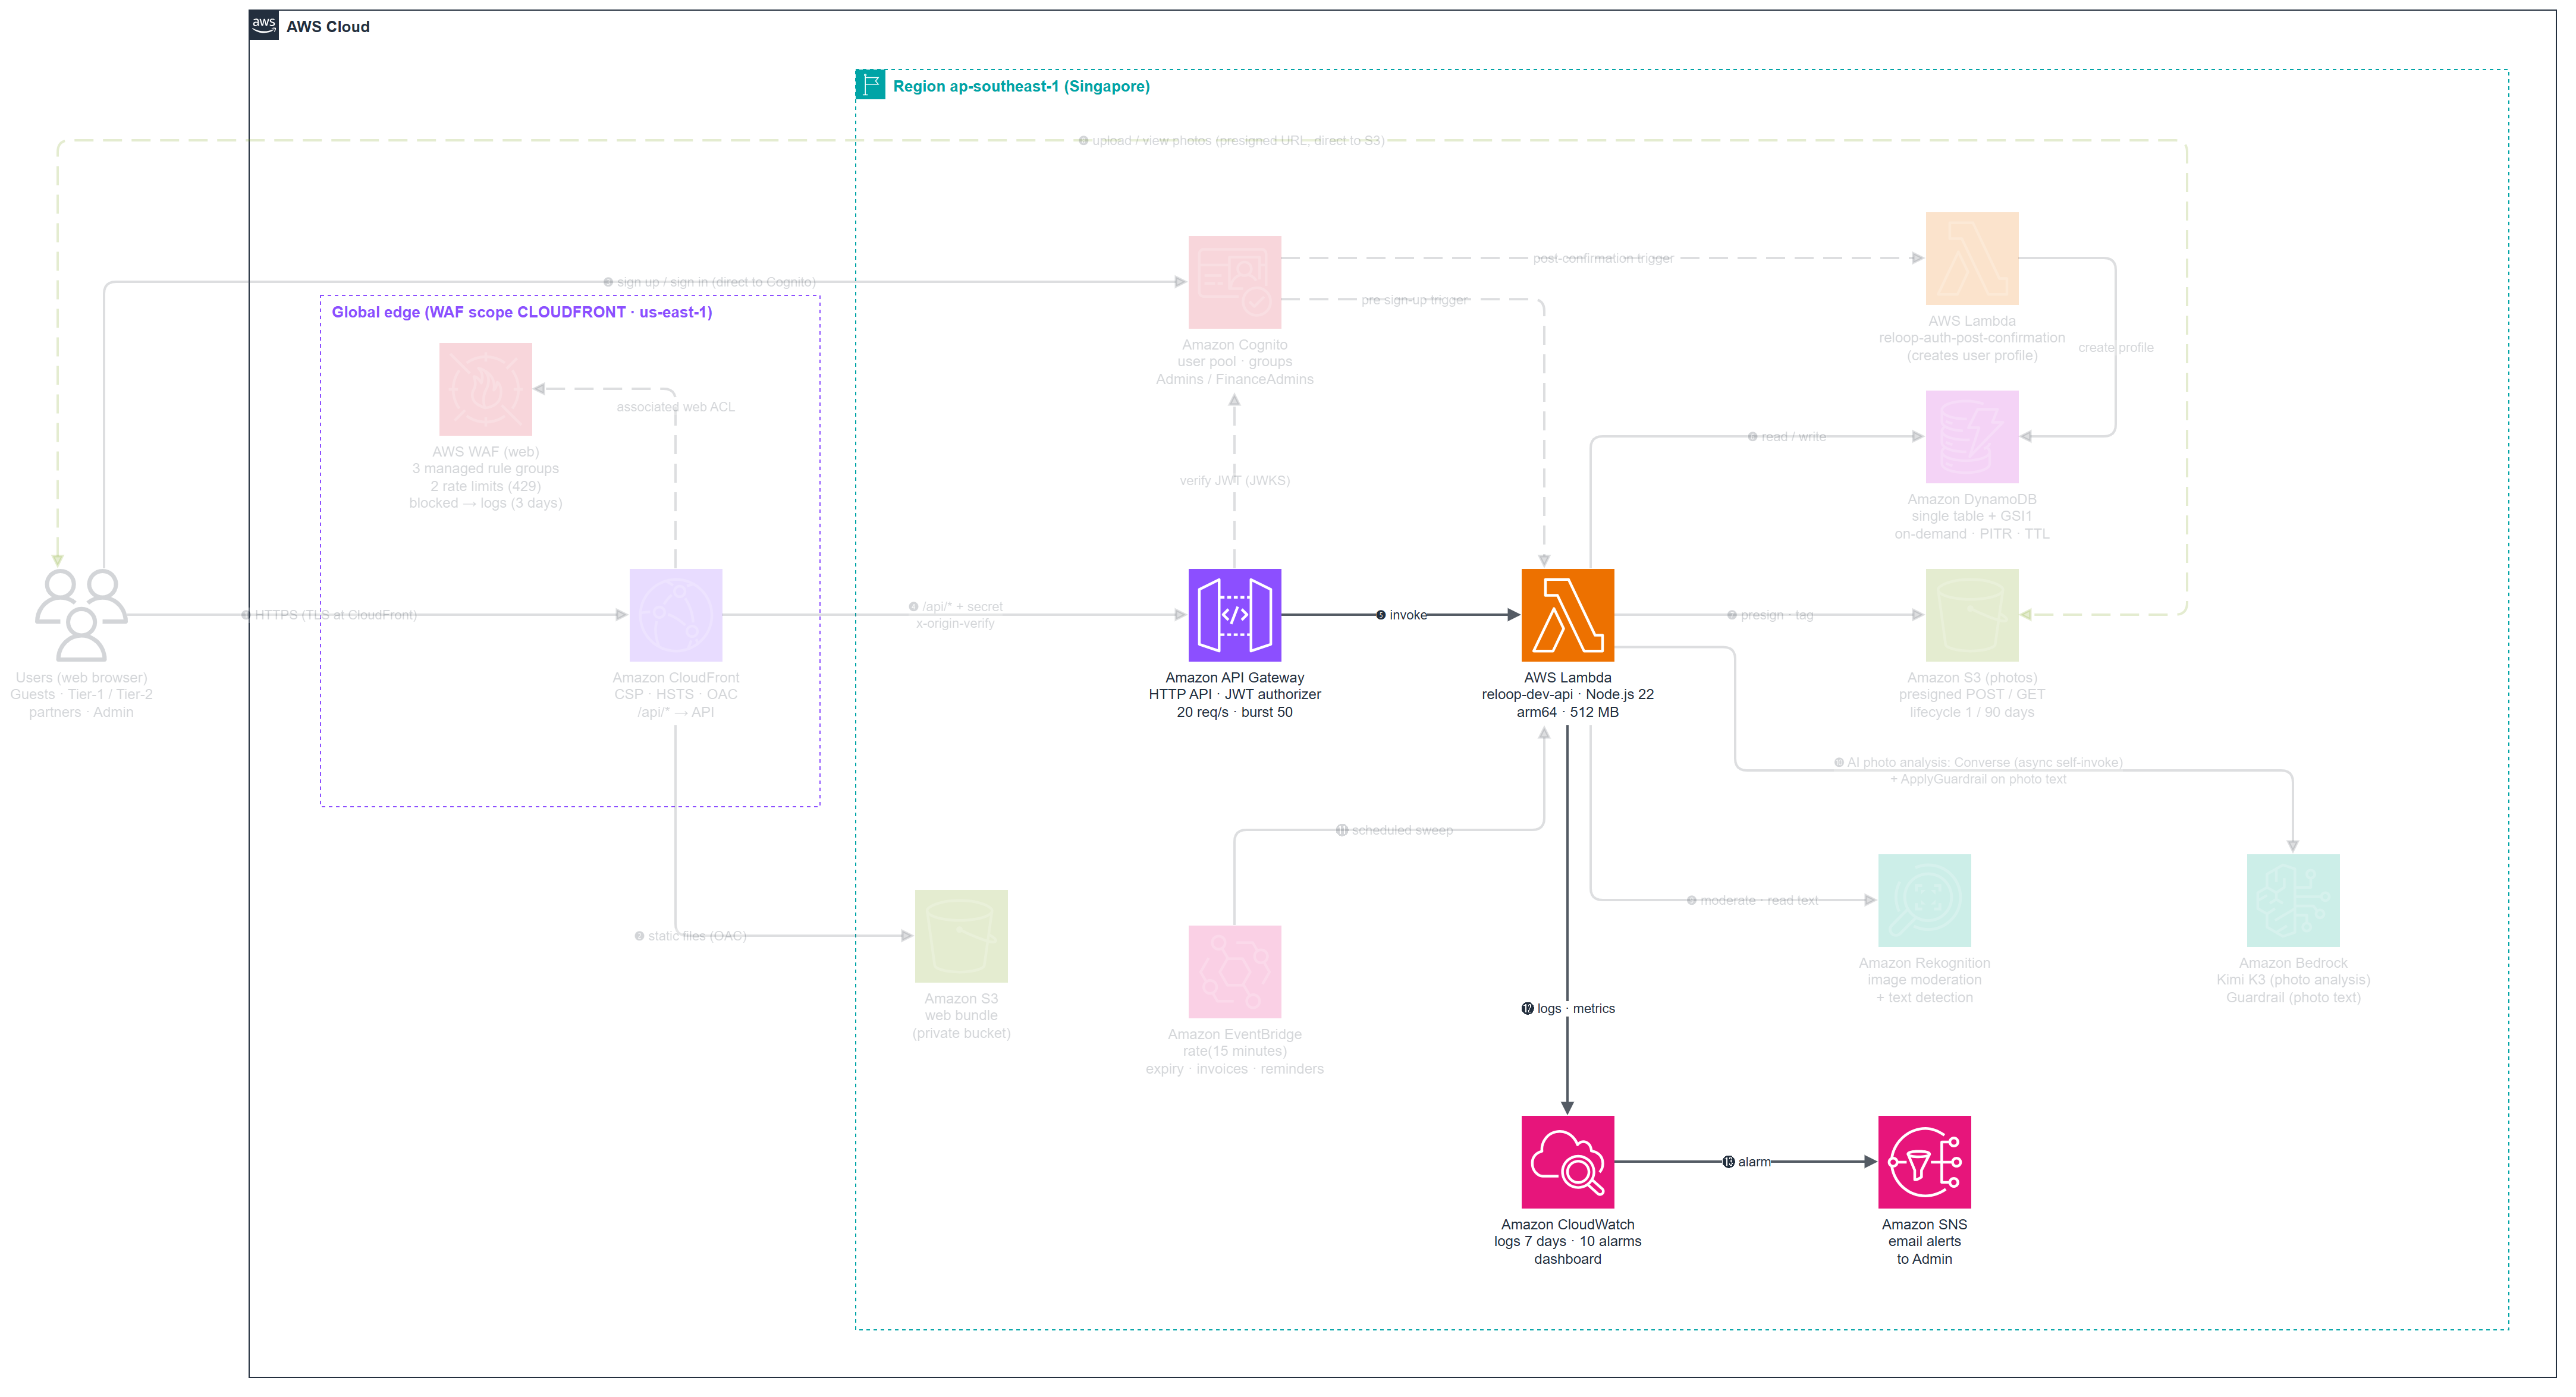 aws
AWS Cloud
Region ap-southeast-1 (Singapore)
❽ upload / view photos (presigned URL, direct to S3)
❸ sign up / sign in (direct to Cognito)
post-confirmation trigger
pre sign-up trigger
Global edge (WAF scope CLOUDFRONT · us-east-1)
AWS Lambda
reloop-auth-post-confirmation
(creates user profile)
create profile
Amazon Cognito
user pool · groups
Admins / FinanceAdmins
associated web ACL
AWS WAF (web)
3 managed rule groups
2 rate limits (429)
blocked → logs (3 days)
verify JWT (JWKS)
❻ read / write
Amazon DynamoDB
single table + GSI1
on-demand · PITR · TTL
❶ HTTPS (TLS at CloudFront)
❹ /api/* + secret
x-origin-verify
❺ invoke
❼ presign · tag
Users (web browser)
Guests · Tier-1 / Tier-2
partners · Admin
Amazon CloudFront
CSP · HSTS · OAC
/api/* → API
Amazon API Gateway
HTTP API · JWT authorizer
20 req/s · burst 50
AWS Lambda
reloop-dev-api · Node.js 22
arm64 · 512 MB
Amazon S3 (photos)
presigned POST / GET
lifecycle 1 / 90 days
❿ AI photo analysis: Converse (async self-invoke)
+ ApplyGuardrail on photo text
⓫ scheduled sweep
❾ moderate · read text
❷ static files (OAC)
Amazon S3
web bundle
(private bucket)
Amazon EventBridge
rate(15 minutes)
expiry · invoices · reminders
Amazon Rekognition
image moderation
+ text detection
Amazon Bedrock
Kimi K3 (photo analysis)
Guardrail (photo text)
⓬ logs · metrics
⓭ alarm
Amazon CloudWatch
logs 7 days · 10 alarms
dashboard
Amazon SNS
email alerts
to Admin